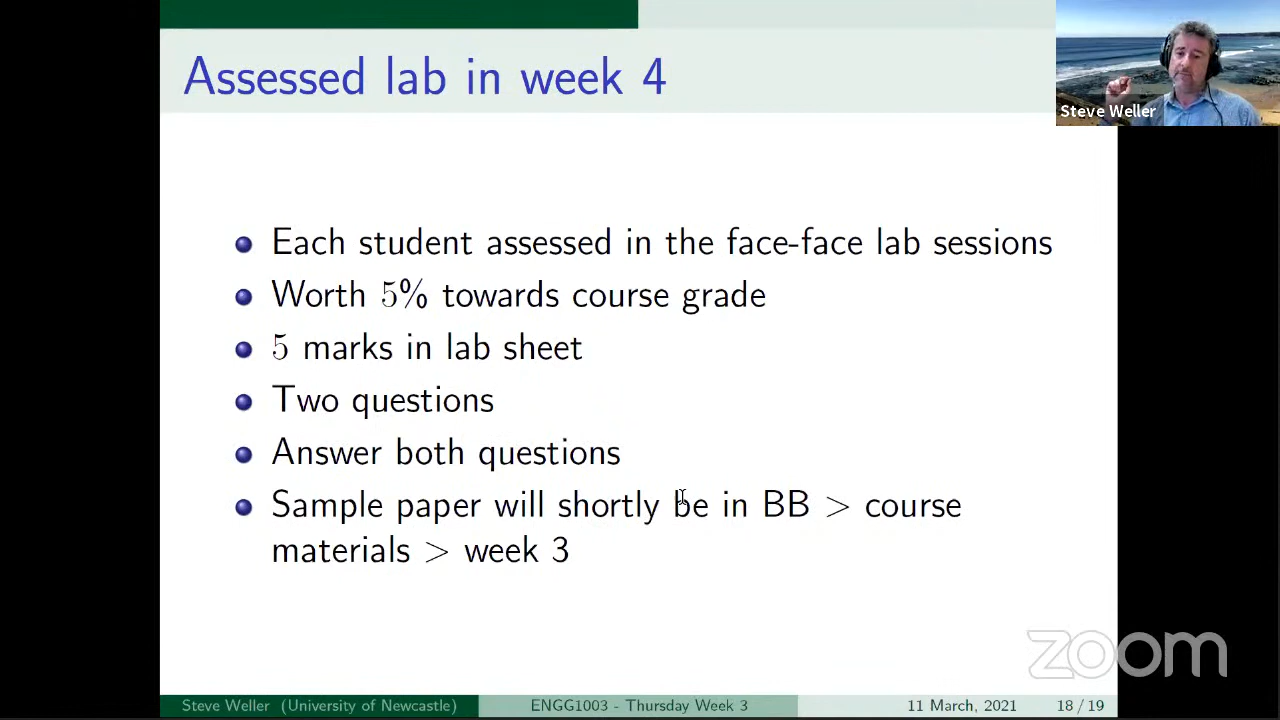 Assessed lab in week 4
Steve Weller
Each student assessed in the face-face lab sessions
Worth 5% towards course grade
5 marks in lab sheet
Two questions
Answer both questions
Sample paper will shortly be in BB > course
materials > week 3
zoom
Steve Weller (University of Newcastle) ENGG1003 - Thursday Week 3 11 March, 2021 18 / 19